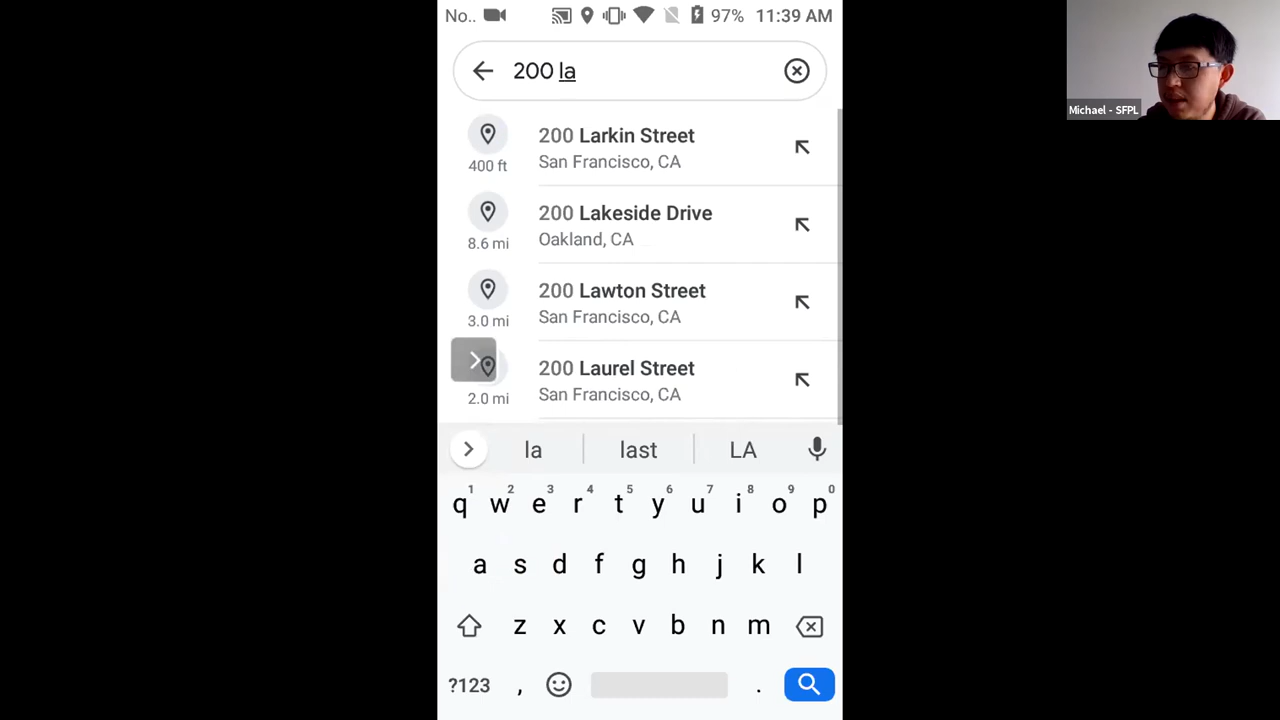 No.. 97% 11:39 AM
200 la
200 Larkin Street
San Francisco, CA
400 ft
200 Lakeside Drive
Oakland, CA
8.6 mi
200 Lawton Street
San Francisco, CA
3.0 mi
200 Laurel Street
San Francisco, CA
2.0 mi
la last LA
1 2 3 4 5 6 7 8 9 0
q w e r t y u i o p
a s d f g h j k l
z x c v b n m
?123 , .
Michael - SFPL